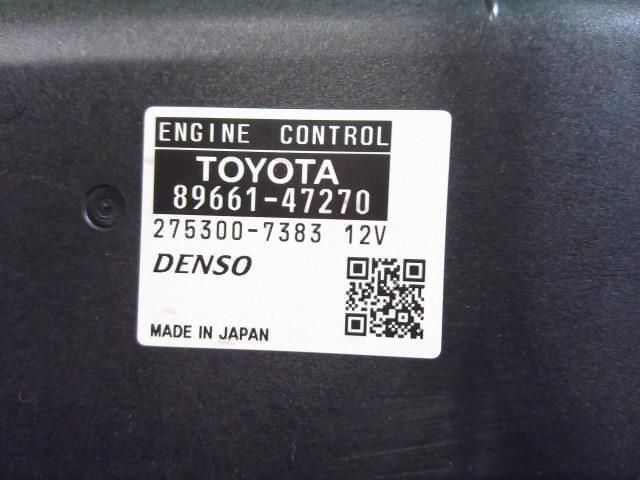 ENGINE CONTROL
TOYOTA
89661-47270
275300-7383 12V
DENSO
MADE IN JAPAN